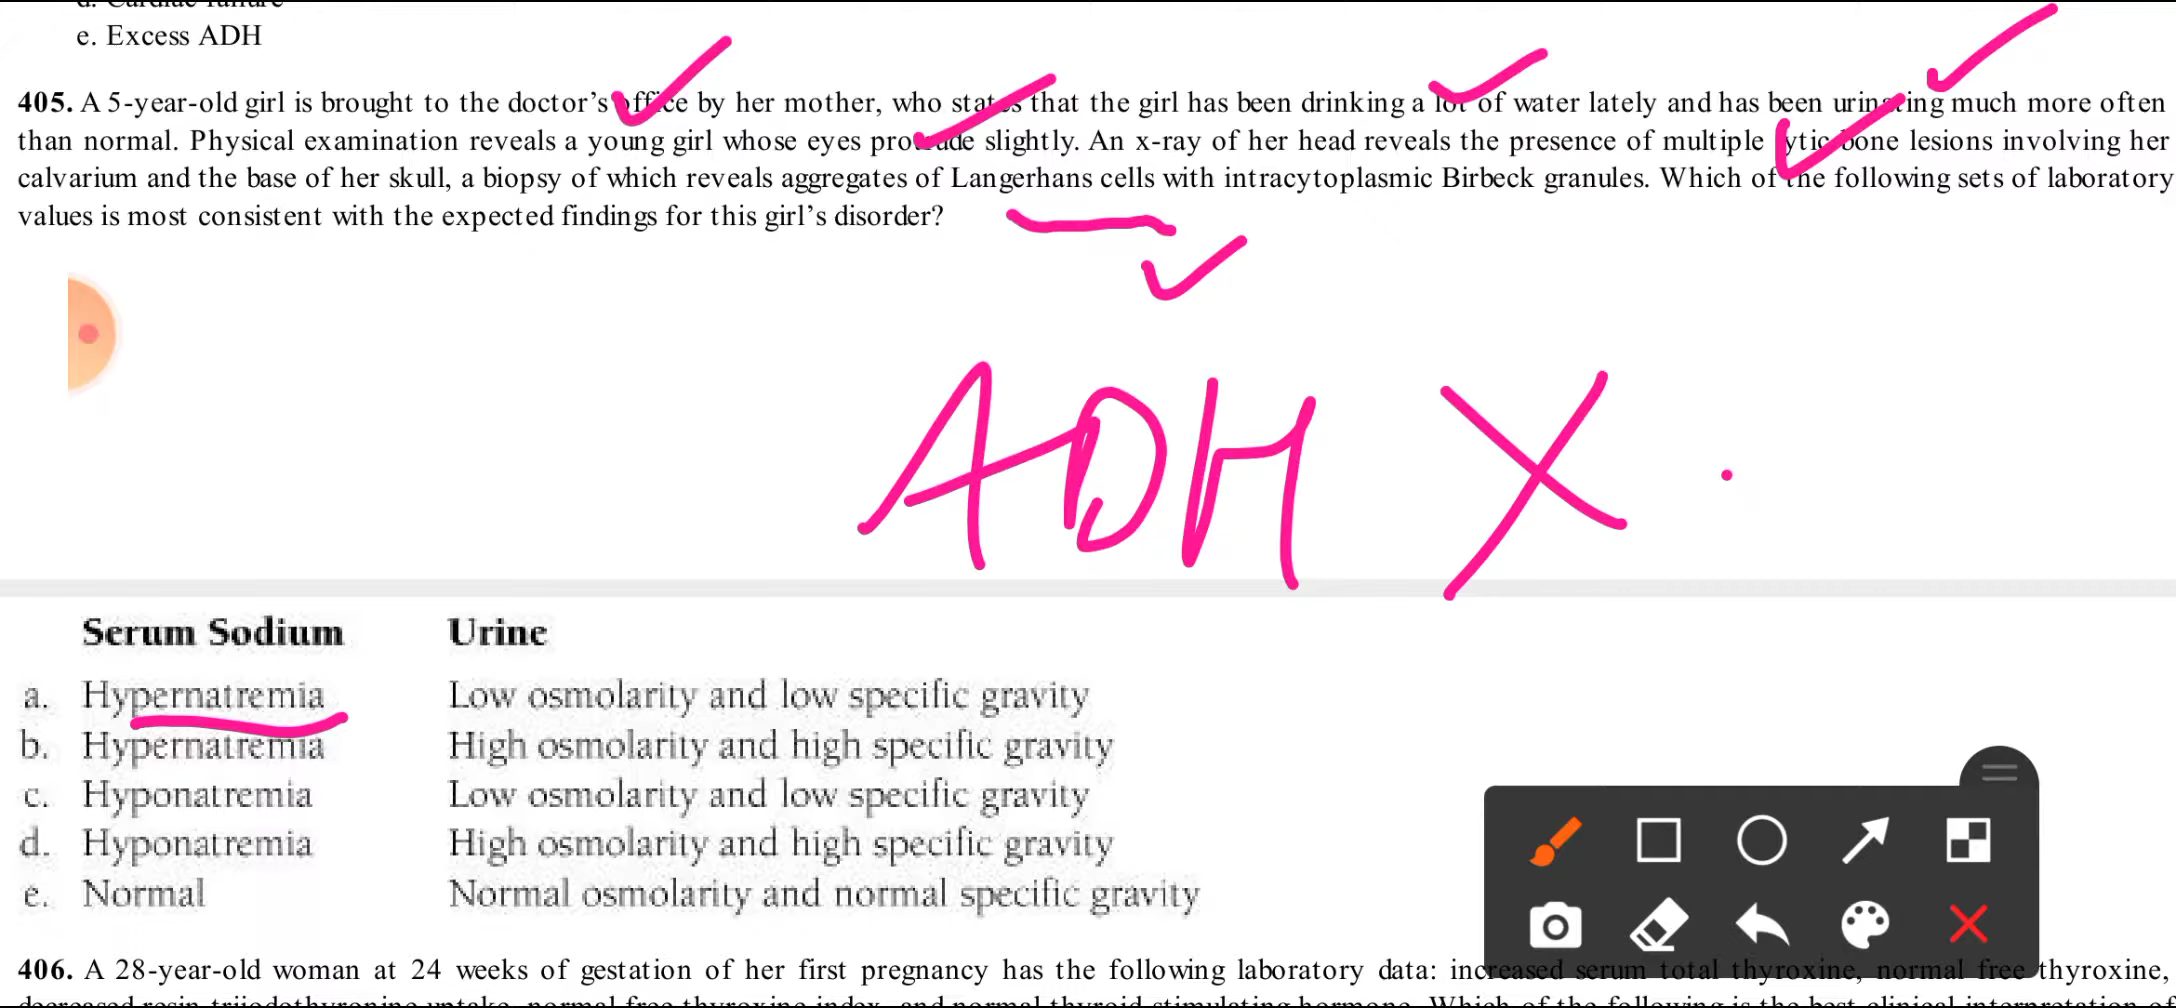 e. Excess ADH
405. A 5-year-old girl is brought to the doctor's office by her mother, who states that the girl has been drinking a lot of water lately and has been urinating much more often
than normal. Physical examination reveals a young girl whose eyes protrude slightly. An x-ray of her head reveals the presence of multiple lytic bone lesions involving her
calvarium and the base of her skull, a biopsy of which reveals aggregates of Langerhans cells with intracytoplasmic Birbeck granules. Which of the following sets of laboratory
values is most consistent with the expected findings for this girl's disorder?
ADH X
Serum Sodium Urine
a. Hypernatremia Low osmolarity and low specific gravity
b. Hypernatremia High osmolarity and high specific gravity
c. Hyponatremia Low osmolarity and low specific gravity
d. Hyponatremia High osmolarity and high specific gravity
e. Normal Normal osmolarity and normal specific gravity
406. A 28-year-old woman at 24 weeks of gestation of her first pregnancy has the following laboratory data: increased serum total thyroxine, normal free thyroxine,